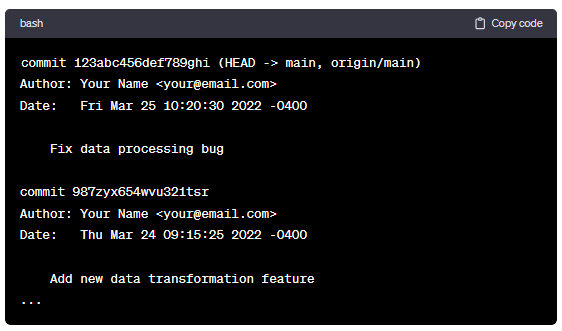 bash
Copy code
commit 123abc456def789ghi (HEAD -> main, origin/main)
Author: Your Name <your@email.com>
Date:   Fri Mar 25 10:20:30 2022 -0400
Fix data processing bug
commit 987zyx654wvu321tsr
Author: Your Name <your@email.com>
Date:   Thu Mar 24 09:15:25 2022 -0400
Add new data transformation feature
...